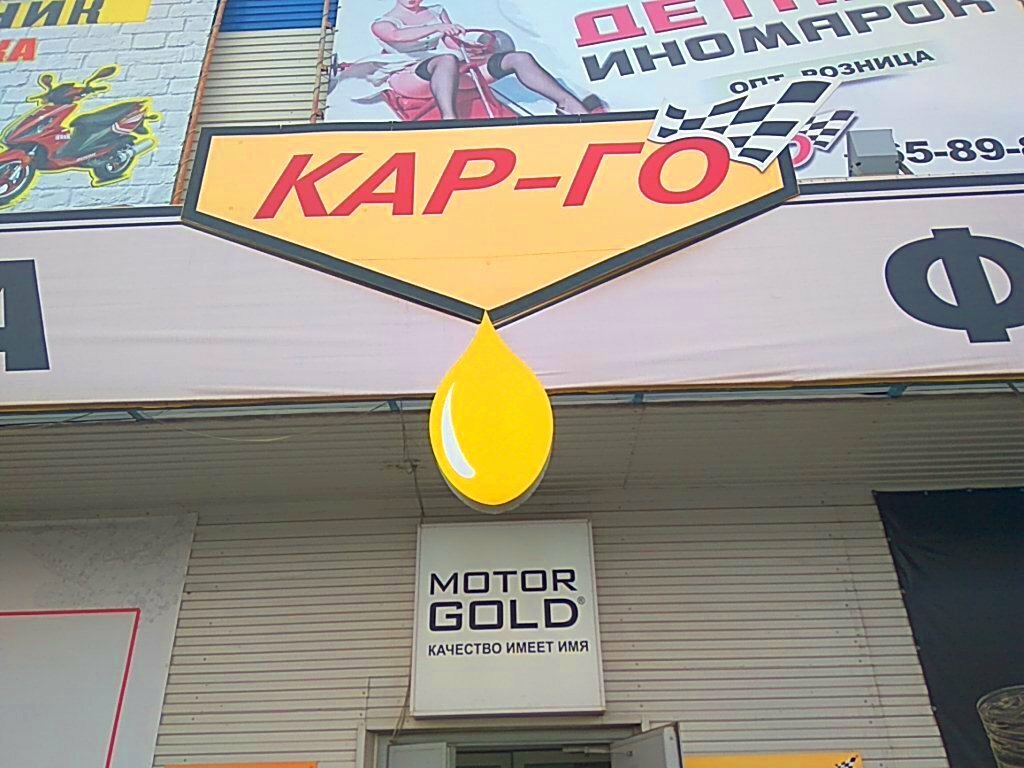 ИНОМАРОК
ОПТ, РОЗНИЦА
КАР-ГО
MOTOR
GOLD®
КАЧЕСТВО ИМЕЕТ ИМЯ